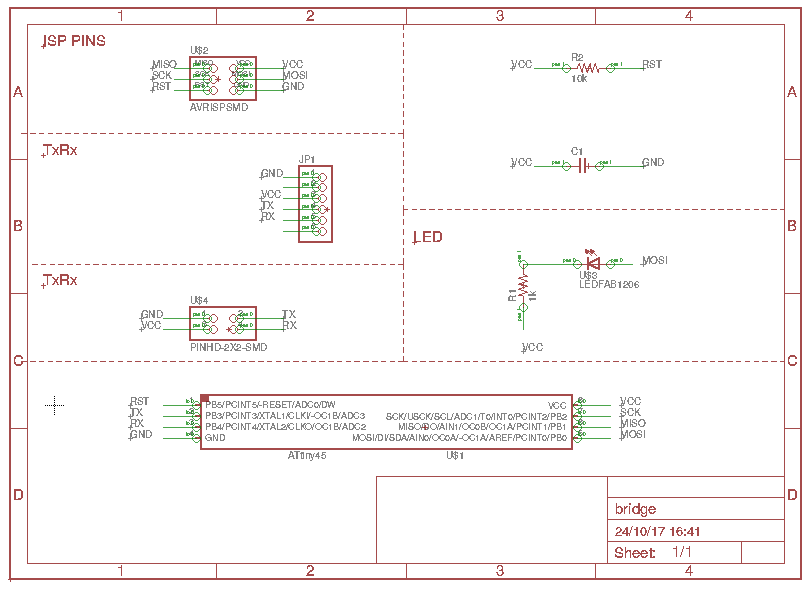 1 2 3 4
A A
ISP PINS
U$2
MISO VCC
SCK MOSI
RST GND
AVRISPSMD
R2
VCC RST
10k
TxRx
C1
VCC GND
JP1
GND
VCC
TX
RX
B B
LED
MOSI
U$3
LEDFAB1206
R1
1k
VCC
TxRx
U$4
GND TX
VCC RX
PINHD-2X2-SMD
C C
RST PB5/PCINT5/-RESET/ADC0/DW VCC VCC
TX PB3/PCINT3/XTAL1/CLKI/-OC1B/ADC3 SCK/USCK/SCL/ADC1/T0/INT0/PCINT2/PB2 SCK
RX PB4/PCINT4/XTAL2/CLKO/OC1B/ADC2 MISO/DO/AIN1/OC0B/OC1A/PCINT1/PB1 MISO
GND GND MOSI/DI/SDA/AIN0/OC0A/-OC1A/AREF/PCINT0/PB0 MOSI
ATtiny45 U$1
D D
bridge
24/10/17 16:41
Sheet: 1/1
1 2 3 4